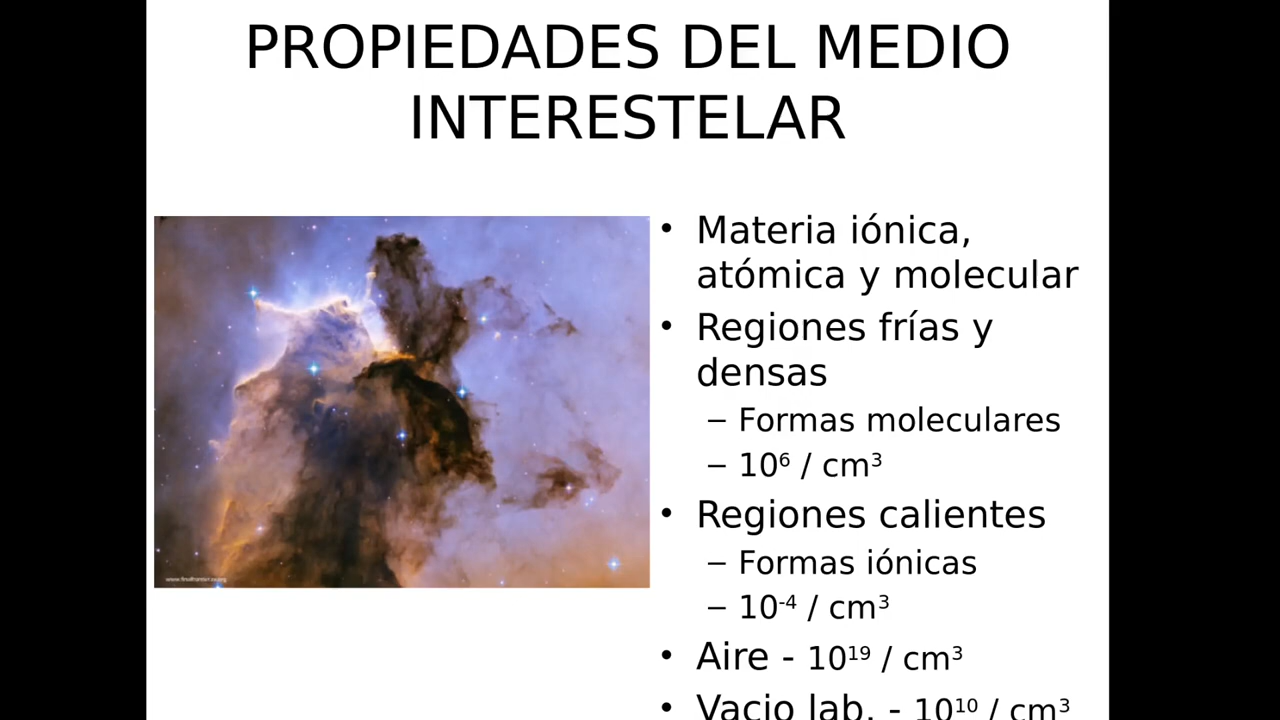 PROPIEDADES DEL MEDIO
INTERESTELAR
• Materia iónica,
atómica y molecular
• Regiones frías y
densas
– Formas moleculares
– 10⁶ / cm³
• Regiones calientes
– Formas iónicas
– 10⁻⁴ / cm³
• Aire - 10¹⁹ / cm³
• Vacio lab. - 10¹⁰ / cm³